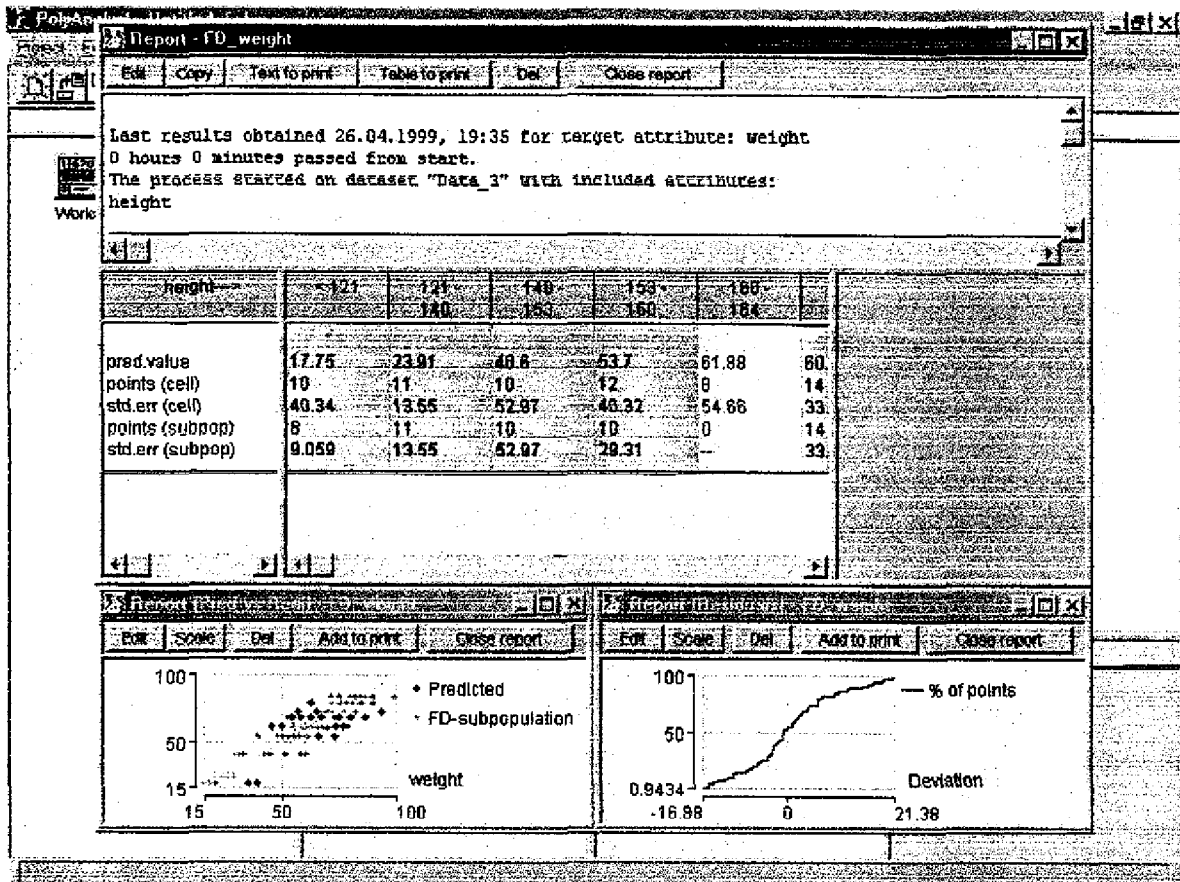 Report - FD_weight
Edit Copy Text to print Table to print Del Close report
Last results obtained 26.04.1999, 19:35 for target attribute: weight
0 hours 0 minutes passed from start.
The process started on dataset "Data_3" with included attributes:
height
height 121 121 - 140 - 153 - 160 -
140 153 160 164
pred.value 17.75 23.91 53.7 61.88 60.
points (cell) 10 11 10 12 14
std.err (cell) 40.34 13.55 52.97 54.66 33.
points (subpop) 11 10 10 0 14
std.err (subpop) 9.059 13.55 52.97 29.31 -- 33.
Report
Edit Scale Del Add to print Close report
100
50
15
15 50 100
Predicted
FD-subpopulation
weight
Report
Edit Scale Del Add to print Close report
100
50
0.9434
-16.98 0 21.38
% of points
Deviation